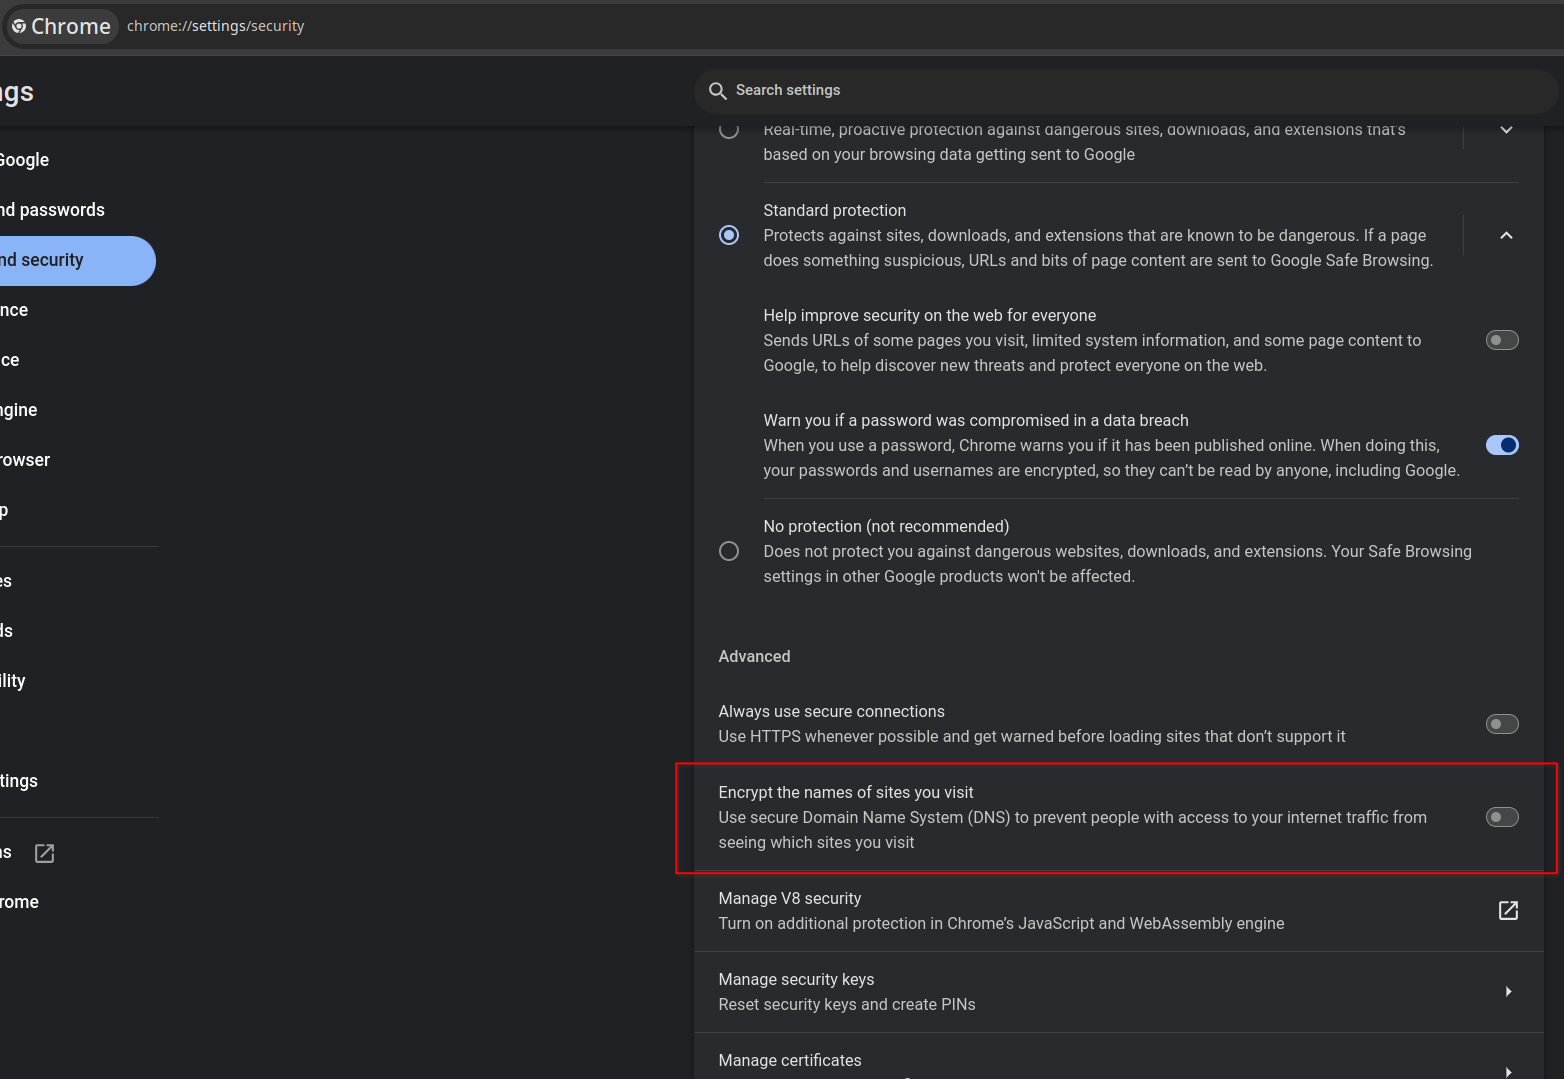 Chrome chrome://settings/security
ngs
Search settings
Google
nd passwords
nd security
nce
ce
ngine
rowser
p
es
ds
ility
tings
ns
rome
Real-time, proactive protection against dangerous sites, downloads, and extensions that's
based on your browsing data getting sent to Google
Standard protection
Protects against sites, downloads, and extensions that are known to be dangerous. If a page
does something suspicious, URLs and bits of page content are sent to Google Safe Browsing.
Help improve security on the web for everyone
Sends URLs of some pages you visit, limited system information, and some page content to
Google, to help discover new threats and protect everyone on the web.
Warn you if a password was compromised in a data breach
When you use a password, Chrome warns you if it has been published online. When doing this,
your passwords and usernames are encrypted, so they can’t be read by anyone, including Google.
No protection (not recommended)
Does not protect you against dangerous websites, downloads, and extensions. Your Safe Browsing
settings in other Google products won't be affected.
Advanced
Always use secure connections
Use HTTPS whenever possible and get warned before loading sites that don’t support it
Encrypt the names of sites you visit
Use secure Domain Name System (DNS) to prevent people with access to your internet traffic from
seeing which sites you visit
Manage V8 security
Turn on additional protection in Chrome’s JavaScript and WebAssembly engine
Manage security keys
Reset security keys and create PINs
Manage certificates